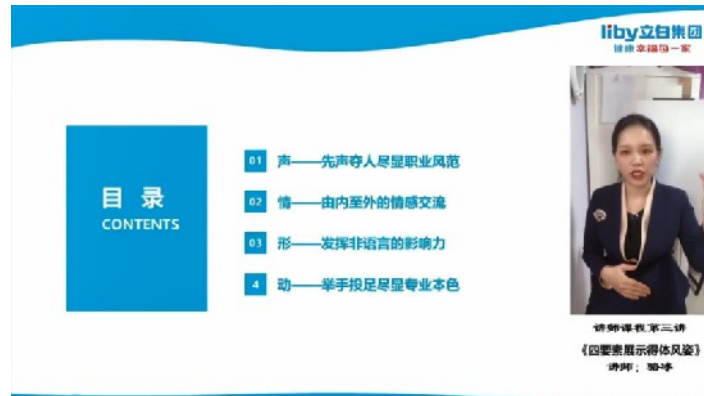 liby立白集团
健康幸福每一家
目 录
CONTENTS
01 声——先声夺人尽显职业风范
02 情——由内至外的情感交流
03 形——发挥非语言的影响力
4 动——举手投足尽显专业本色
讲师课程第三讲
《四要素展示得体风姿》
讲师：骆冰